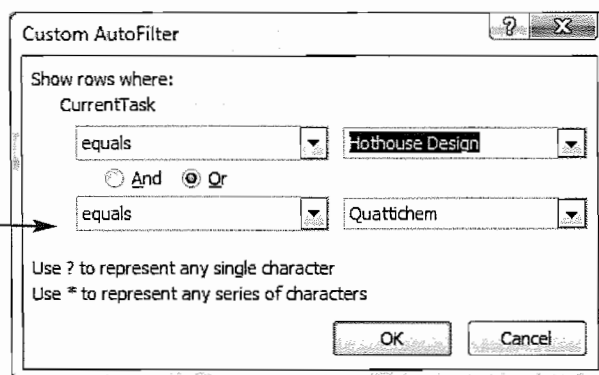 Custom AutoFilter
Show rows where:
CurrentTask
equals Hothouse Design
And Or
equals Quattichem
Use ? to represent any single character
Use * to represent any series of characters
OK Cancel